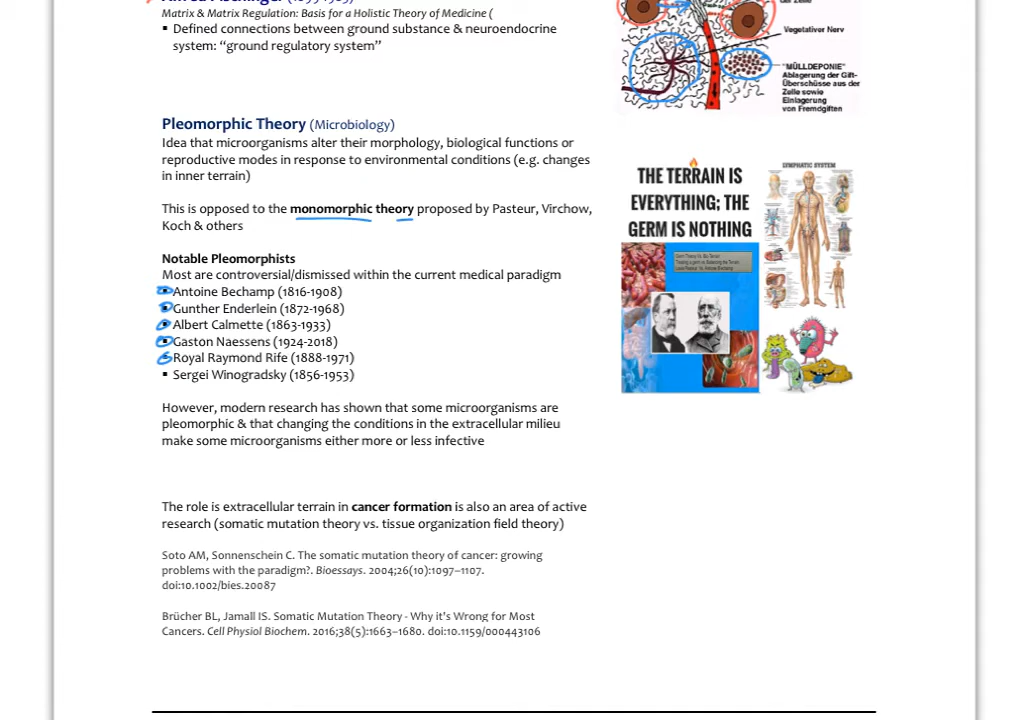 Matrix & Matrix Regulation: Basis for a Holistic Theory of Medicine (
▪ Defined connections between ground substance & neuroendocrine
system: “ground regulatory system”
der Zelle
Vegetativer Nerv
"MÜLLDEPONIE"
Ablagerung der Gift-
Überschüsse aus der
Zelle sowie
Einlagerung
von Fremdgiften
Pleomorphic Theory (Microbiology)
Idea that microorganisms alter their morphology, biological functions or
reproductive modes in response to environmental conditions (e.g. changes
in inner terrain)
This is opposed to the monomorphic theory proposed by Pasteur, Virchow,
Koch & others
Notable Pleomorphists
Most are controversial/dismissed within the current medical paradigm
▪ Antoine Bechamp (1816-1908)
▪ Gunther Enderlein (1872-1968)
▪ Albert Calmette (1863-1933)
▪ Gaston Naessens (1924-2018)
▪ Royal Raymond Rife (1888-1971)
▪ Sergei Winogradsky (1856-1953)
However, modern research has shown that some microorganisms are
pleomorphic & that changing the conditions in the extracellular milieu
make some microorganisms either more or less infective
THE TERRAIN IS
EVERYTHING; THE
GERM IS NOTHING
LYMPHATIC SYSTEM
The role is extracellular terrain in cancer formation is also an area of active
research (somatic mutation theory vs. tissue organization field theory)
Soto AM, Sonnenschein C. The somatic mutation theory of cancer: growing
problems with the paradigm?. Bioessays. 2004;26(10):1097–1107.
doi:10.1002/bies.20087
Brücher BL, Jamall IS. Somatic Mutation Theory - Why it's Wrong for Most
Cancers. Cell Physiol Biochem. 2016;38(5):1663–1680. doi:10.1159/000443106